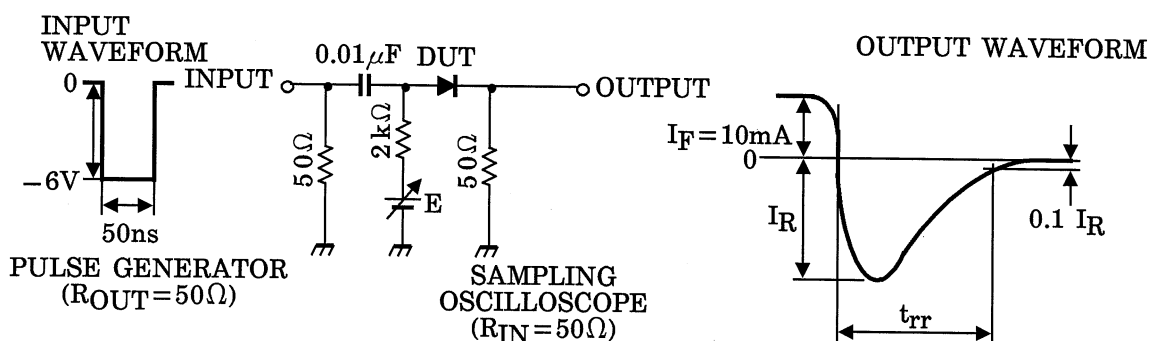 INPUT
WAVEFORM
0
−6V
50ns
PULSE GENERATOR
(ROUT=50Ω)
INPUT
0.01μF
DUT
OUTPUT
50Ω
2kΩ
E
50Ω
SAMPLING
OSCILLOSCOPE
(RIN=50Ω)
OUTPUT WAVEFORM
IF=10mA
0
IR
0.1 IR
trr